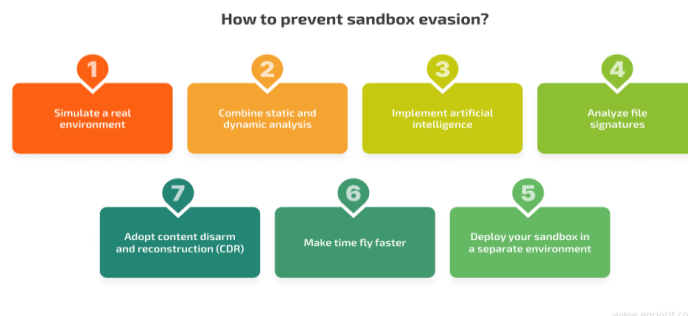 How to prevent sandbox evasion?
1
2
3
4
Simulate a real
environment
Combine static and
dynamic analysis
Implement artificial
intelligence
Analyze file
signatures
7
6
5
Adopt content disarm
and reconstruction (CDR)
Make time fly faster
Deploy your sandbox in
a separate environment